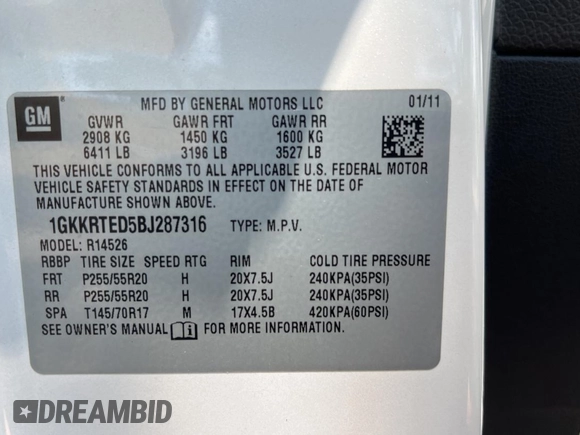 GM
MFD BY GENERAL MOTORS LLC 01/11
GVWR GAWR FRT GAWR RR
2908 KG 1450 KG 1600 KG
6411 LB 3196 LB 3527 LB
THIS VEHICLE CONFORMS TO ALL APPLICABLE U.S. FEDERAL MOTOR
VEHICLE SAFETY STANDARDS IN EFFECT ON THE DATE OF
MANUFACTURE SHOWN ABOVE.
1GKKRTED5BJ287316 TYPE: M.P.V.
MODEL: R14526
RBBP TIRE SIZE SPEED RTG RIM COLD TIRE PRESSURE
FRT P255/55R20 H 20X7.5J 240KPA(35PSI)
RR P255/55R20 H 20X7.5J 240KPA(35PSI)
SPA T145/70R17 M 17X4.5B 420KPA(60PSI)
SEE OWNER'S MANUAL FOR MORE INFORMATION.
DREAMBID